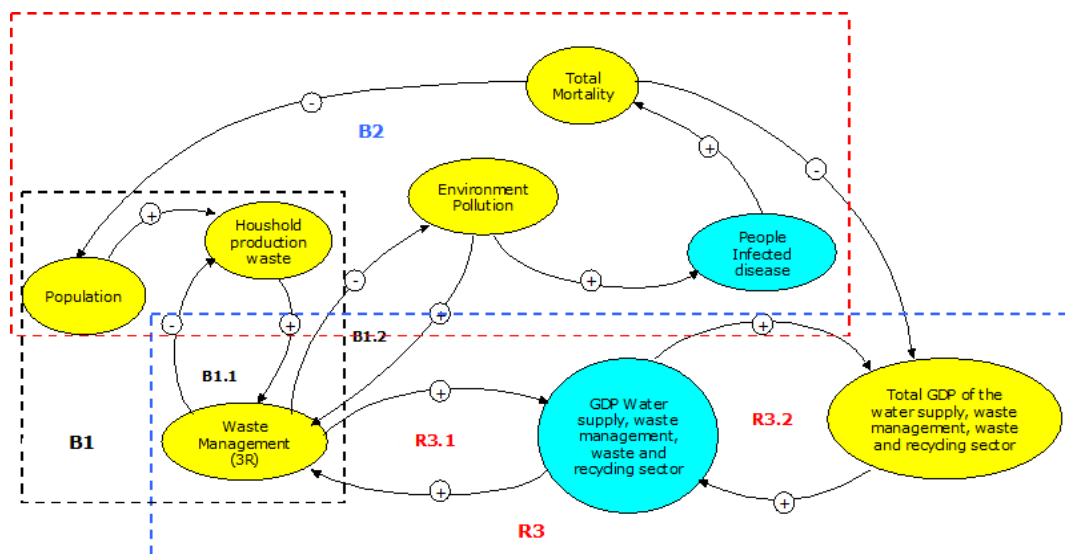 Total
Mortality
-
B2
+
-
Environment
Pollution
+
Houshold
production
waste
People
Infected
disease
-
+
Population
-
+
+
+
B1.2
B1.1
+
GDP Water
supply, waste
management,
waste and
recyding sector
Total GDP of the
water supply, waste
management, waste
and recyding sector
R3.2
Waste
Management
(3R)
R3.1
B1
+
+
R3